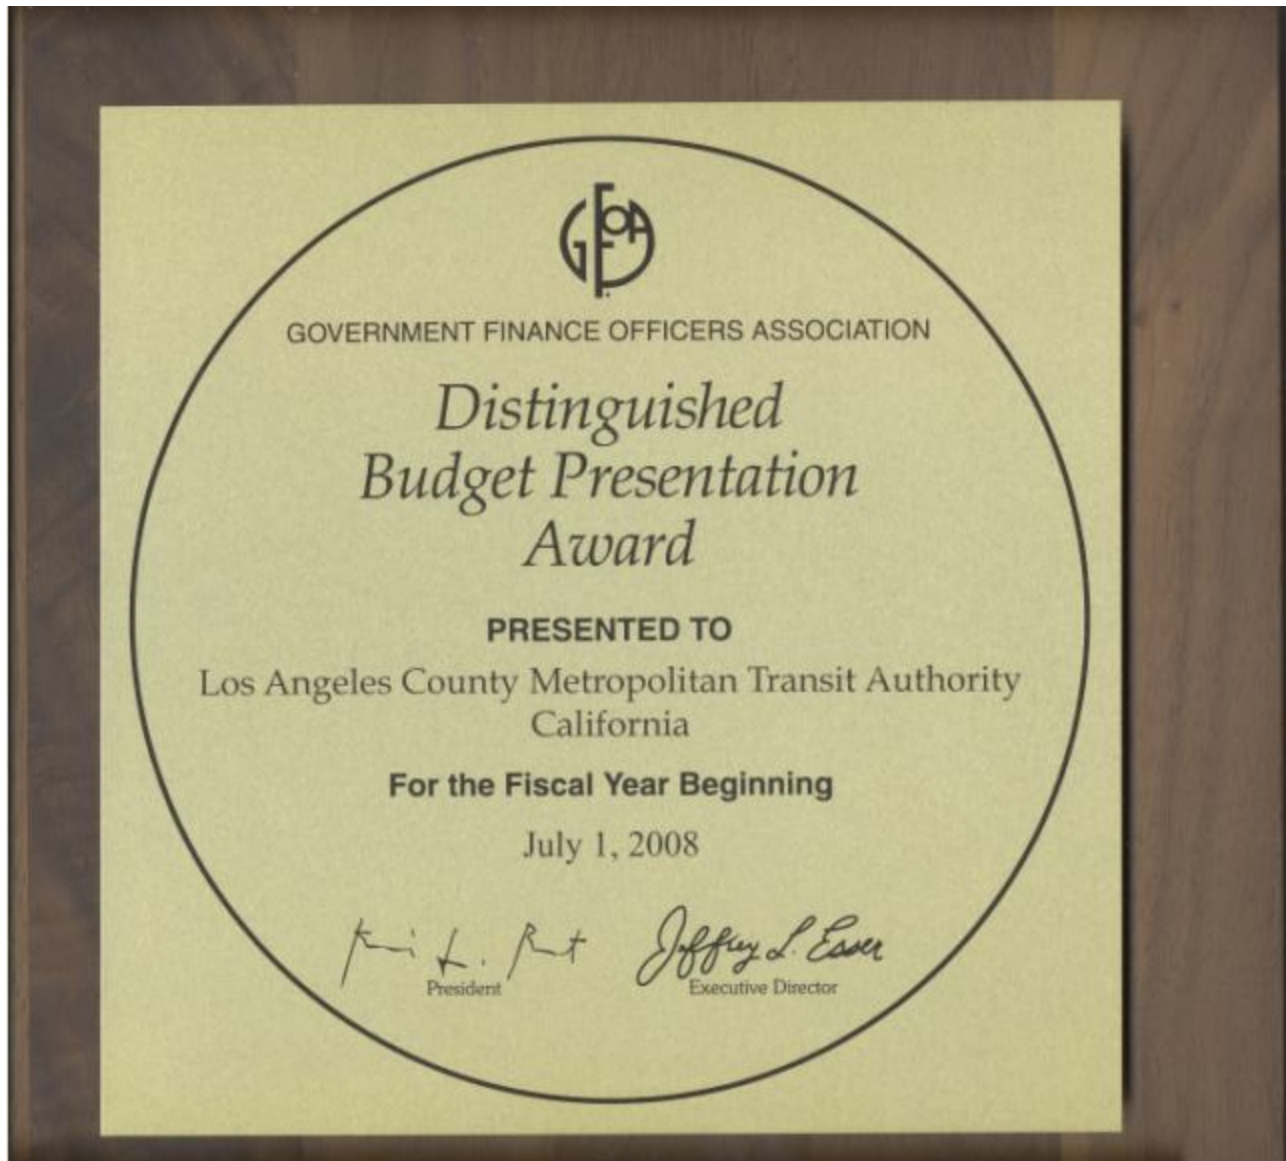 GFOA
GOVERNMENT FINANCE OFFICERS ASSOCIATION
Distinguished
Budget Presentation
Award
PRESENTED TO
Los Angeles County Metropolitan Transit Authority
California
For the Fiscal Year Beginning
July 1, 2008
Jeffrey L. Esser
President
Executive Director